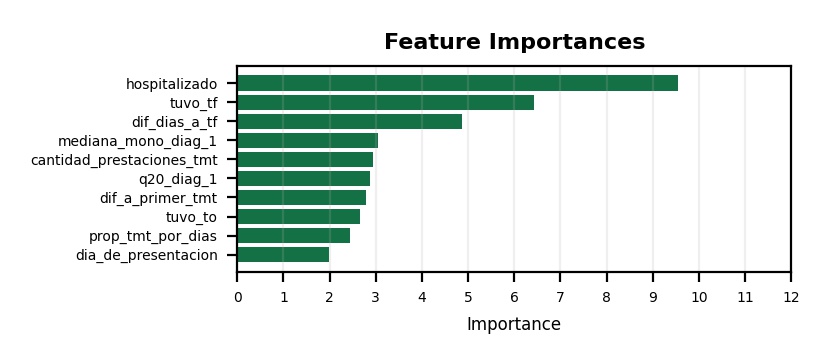 Feature Importances
hospitalizado
tuvo_tf
dif_dias_a_tf
mediana_mono_diag_1
cantidad_prestaciones_tmt
q20_diag_1
dif_a_primer_tmt
tuvo_to
prop_tmt_por_dias
dia_de_presentacion
0 1 2 3 4 5 6 7 8 9 10 11 12
Importance